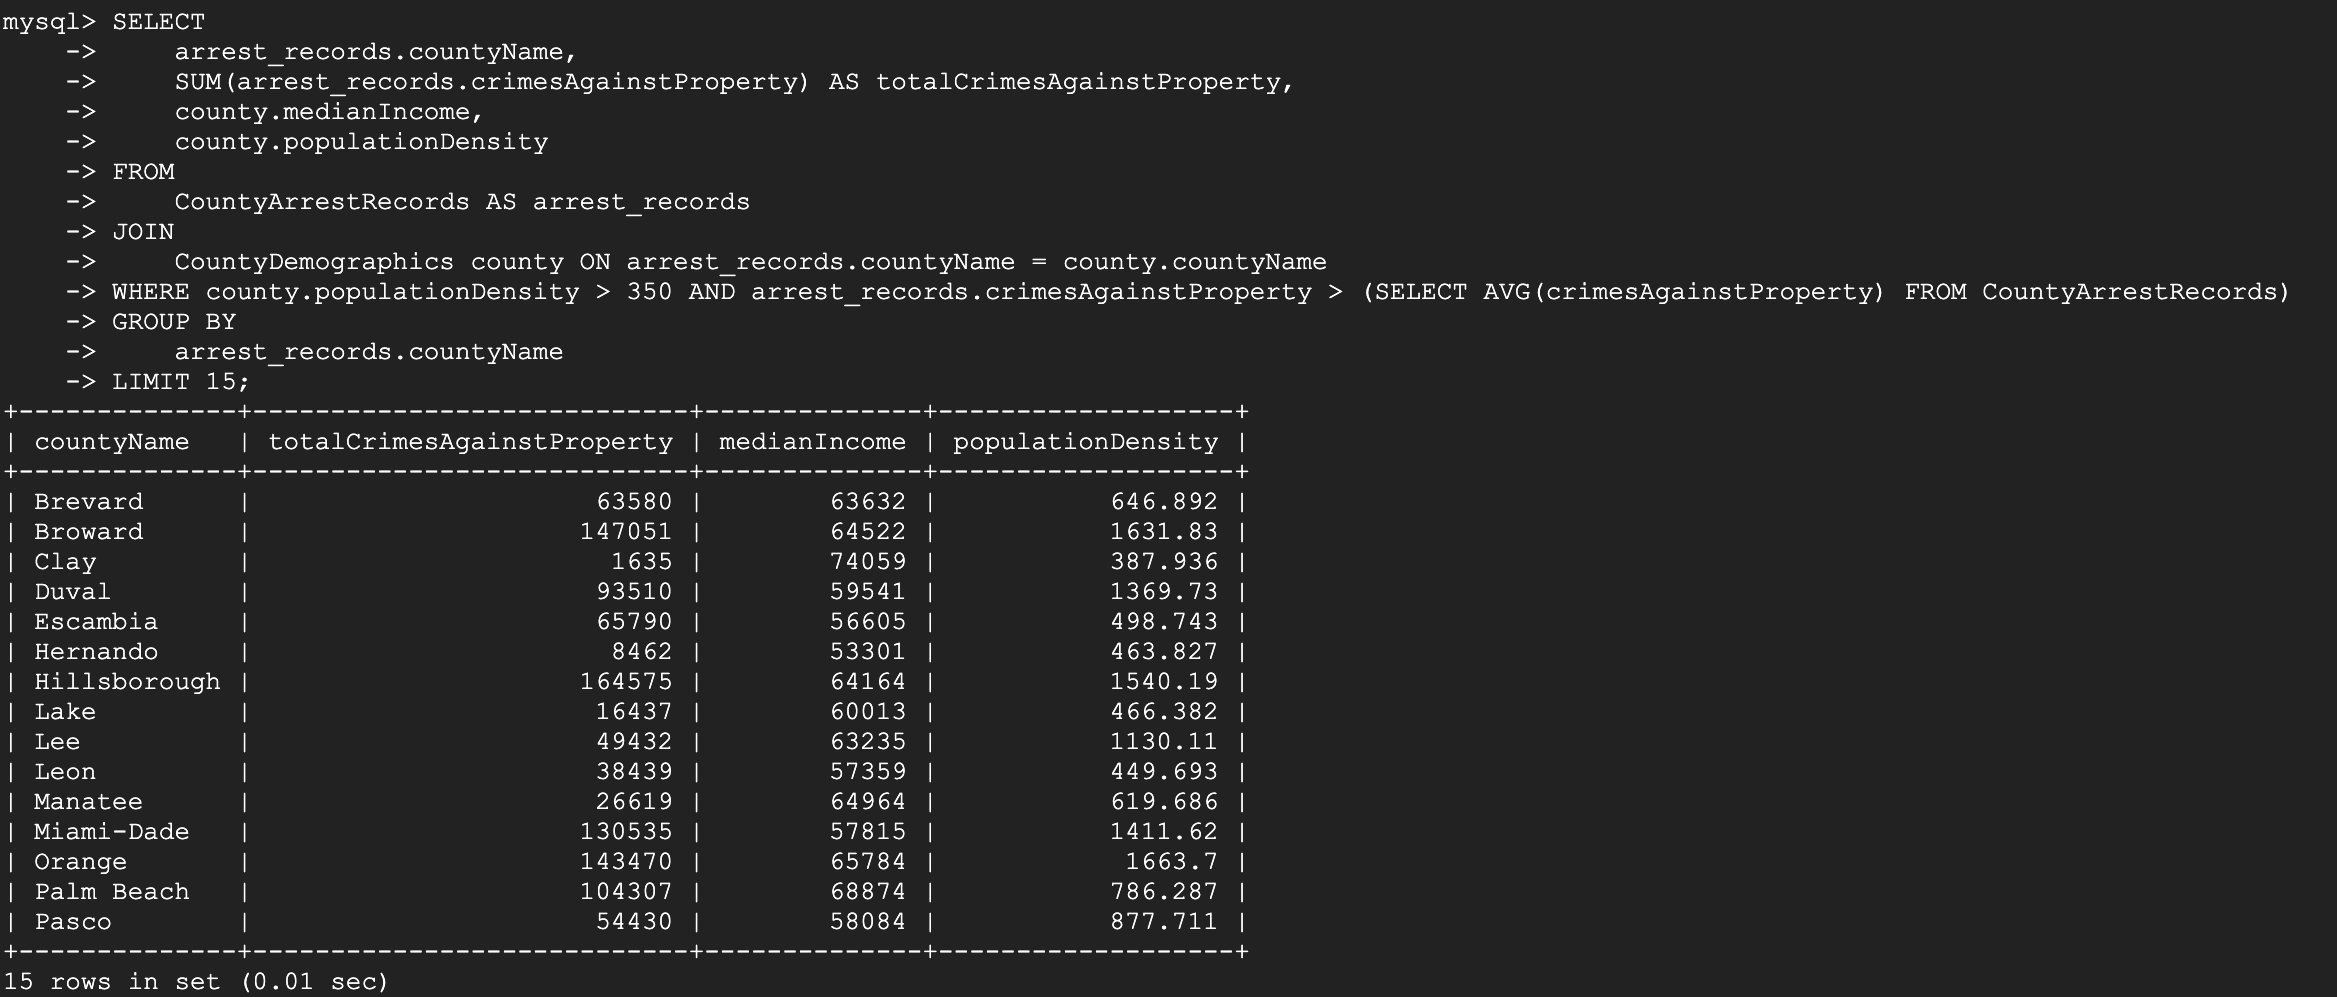 mysql> SELECT
    ->     arrest_records.countyName,
    ->     SUM(arrest_records.crimesAgainstProperty) AS totalCrimesAgainstProperty,
    ->     county.medianIncome,
    ->     county.populationDensity
    -> FROM
    ->     CountyArrestRecords AS arrest_records
    -> JOIN
    ->     CountyDemographics county ON arrest_records.countyName = county.countyName
    -> WHERE county.populationDensity > 350 AND arrest_records.crimesAgainstProperty > (SELECT AVG(crimesAgainstProperty) FROM CountyArrestRecords)
    -> GROUP BY
    ->     arrest_records.countyName
    -> LIMIT 15;
+--------------+----------------------------+--------------+-------------------+
| countyName   | totalCrimesAgainstProperty | medianIncome | populationDensity |
+--------------+----------------------------+--------------+-------------------+
| Brevard      |                      63580 |        63632 |           646.892 |
| Broward      |                     147051 |        64522 |           1631.83 |
| Clay         |                       1635 |        74059 |           387.936 |
| Duval        |                      93510 |        59541 |           1369.73 |
| Escambia     |                      65790 |        56605 |           498.743 |
| Hernando     |                       8462 |        53301 |           463.827 |
| Hillsborough |                     164575 |        64164 |           1540.19 |
| Lake         |                      16437 |        60013 |           466.382 |
| Lee          |                      49432 |        63235 |           1130.11 |
| Leon         |                      38439 |        57359 |           449.693 |
| Manatee      |                      26619 |        64964 |           619.686 |
| Miami-Dade   |                     130535 |        57815 |           1411.62 |
| Orange       |                     143470 |        65784 |            1663.7 |
| Palm Beach   |                     104307 |        68874 |           786.287 |
| Pasco        |                      54430 |        58084 |           877.711 |
+--------------+----------------------------+--------------+-------------------+
15 rows in set (0.01 sec)